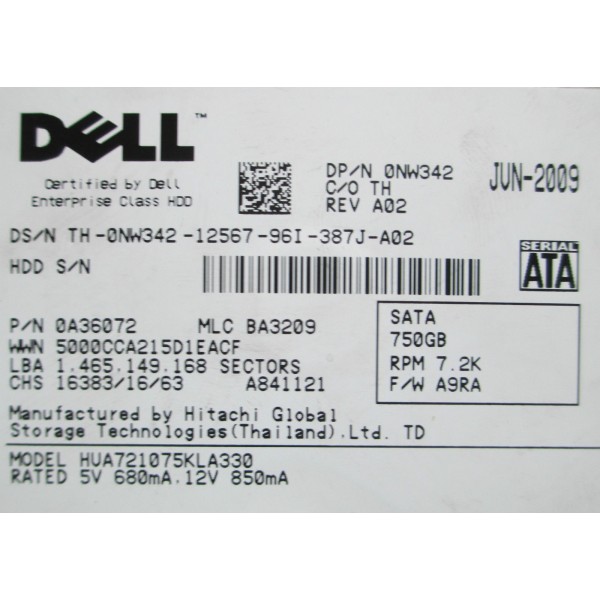 DELL™
Certified by Dell
Enterprise Class HDD
DP/N 0NW342
C/O TH
REV A02
JUN-2009
DS/N TH-0NW342-12567-96I-387J-A02
HDD S/N
SERIAL
ATA
P/N 0A36072 MLC BA3209
WWN 5000CCA215D1EACF
LBA 1,465,149,168 SECTORS
CHS 16383/16/63 A841121
SATA
750GB
RPM 7.2K
F/W A9RA
Manufactured by Hitachi Global
Storage Technologies(Thailand),Ltd. TD
MODEL HUA721075KLA330
RATED 5V 680mA,12V 850mA